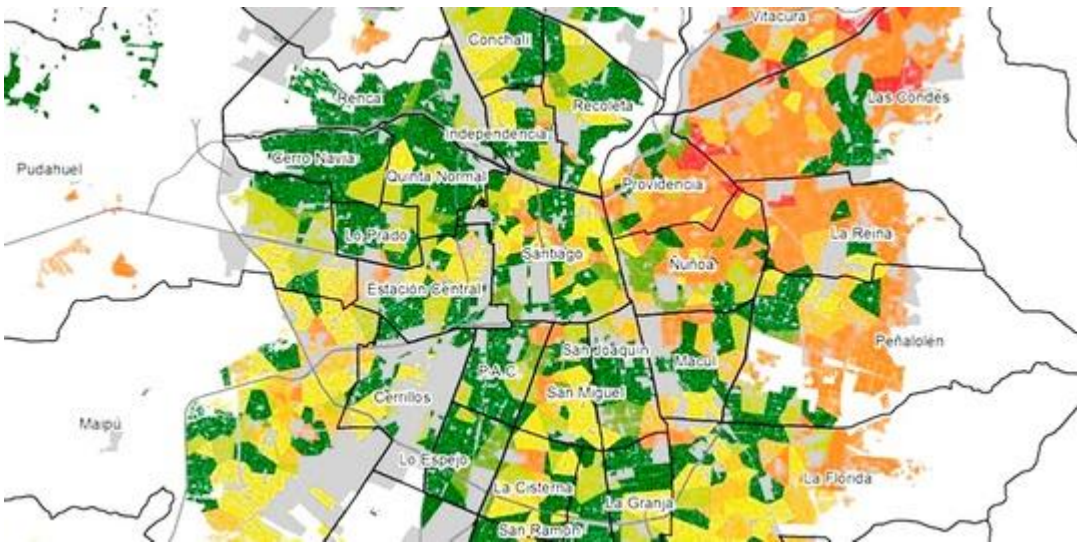 Vitacura
Conchalí
Renca
Recoleta
Las Condes
Independencia
Cerro Navia
Pudahuel
Quinta Normal
Providencia
Lo Prado
La Reina
Santiago
Ñuñoa
Estación Central
Peñalolén
San Joaquín
Macul
P.A.C
San Miguel
Cerrillos
Maipú
Lo Espejo
La Cisterna
La Florida
La Granja
San Ramón